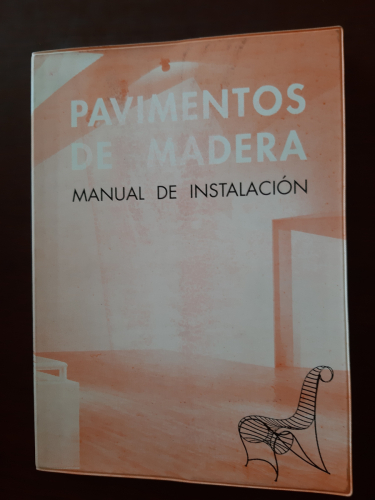 PAVIMENTOS
DE MADERA
MANUAL DE INSTALACIÓN